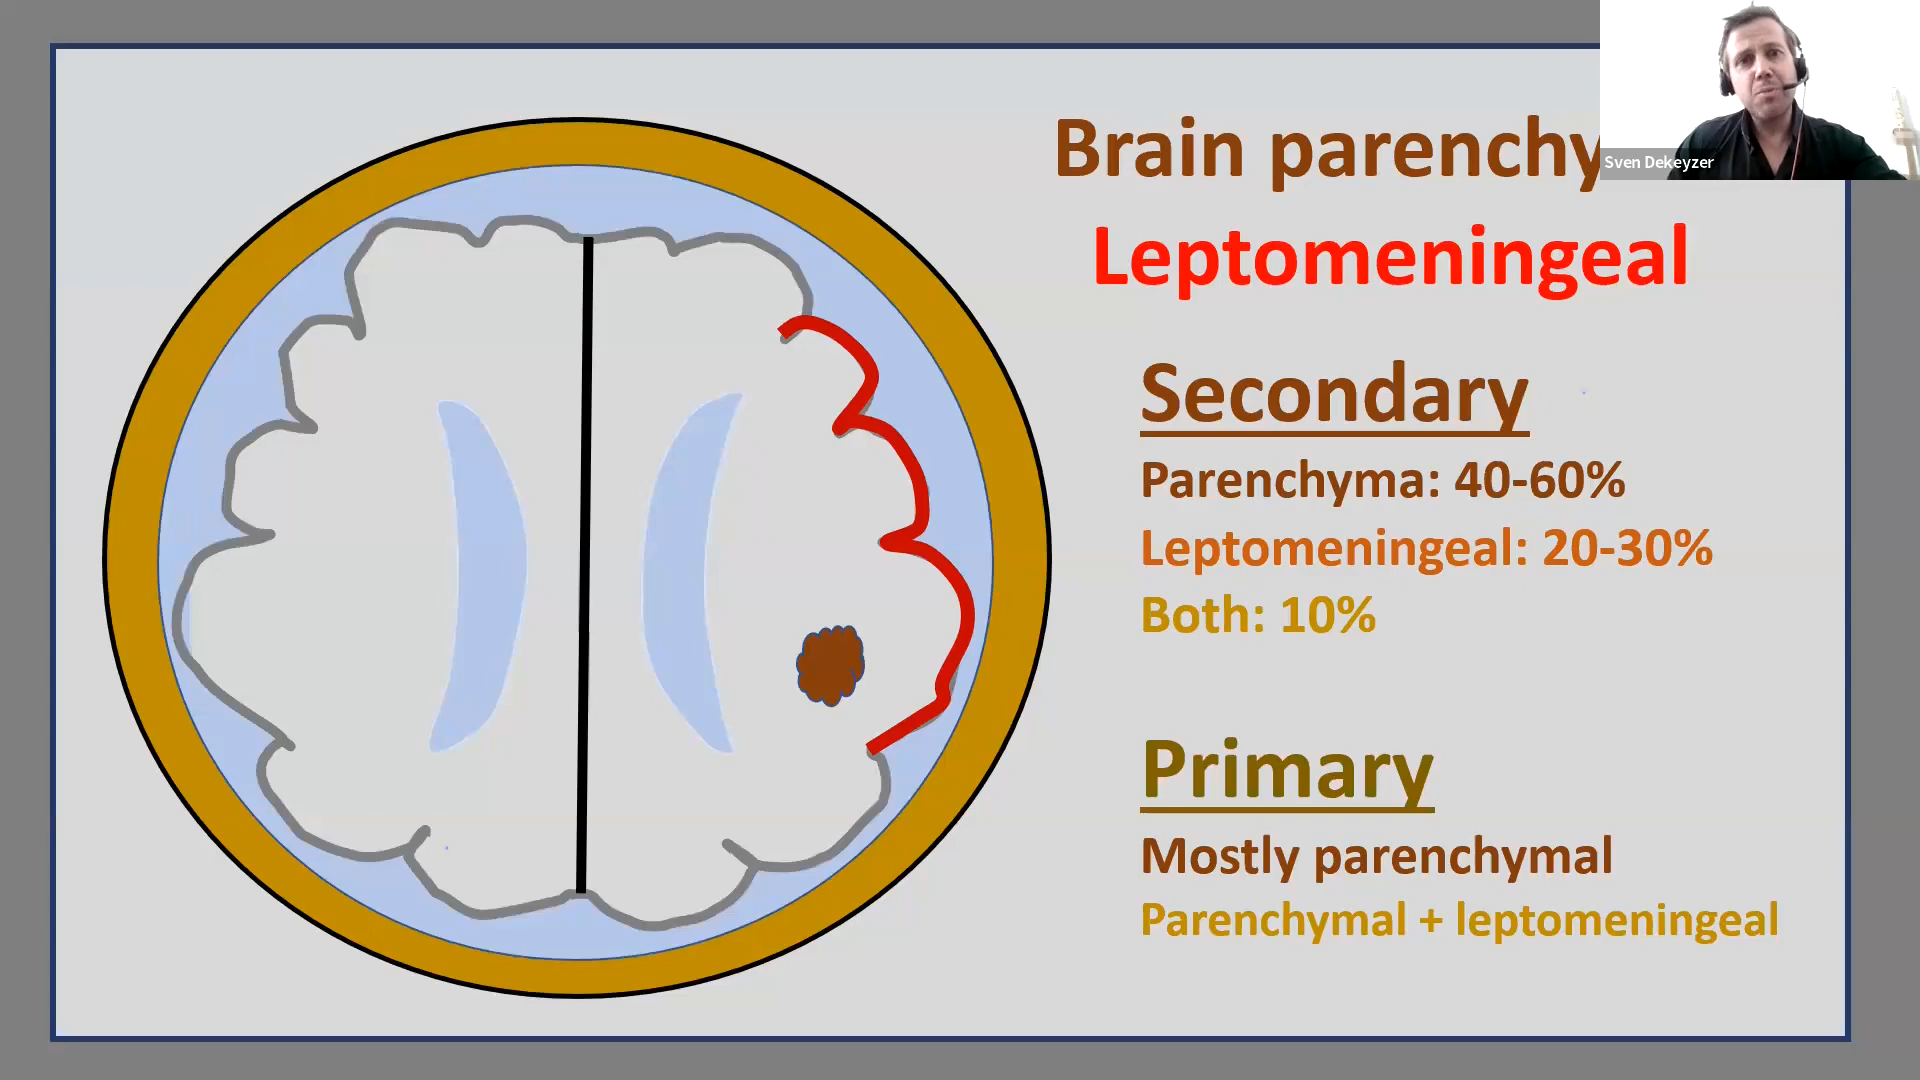 Brain parenchy
Sven Dekeyzer
Leptomeningeal
Secondary
Parenchyma: 40-60%
Leptomeningeal: 20-30%
Both: 10%
Primary
Mostly parenchymal
Parenchymal + leptomeningeal